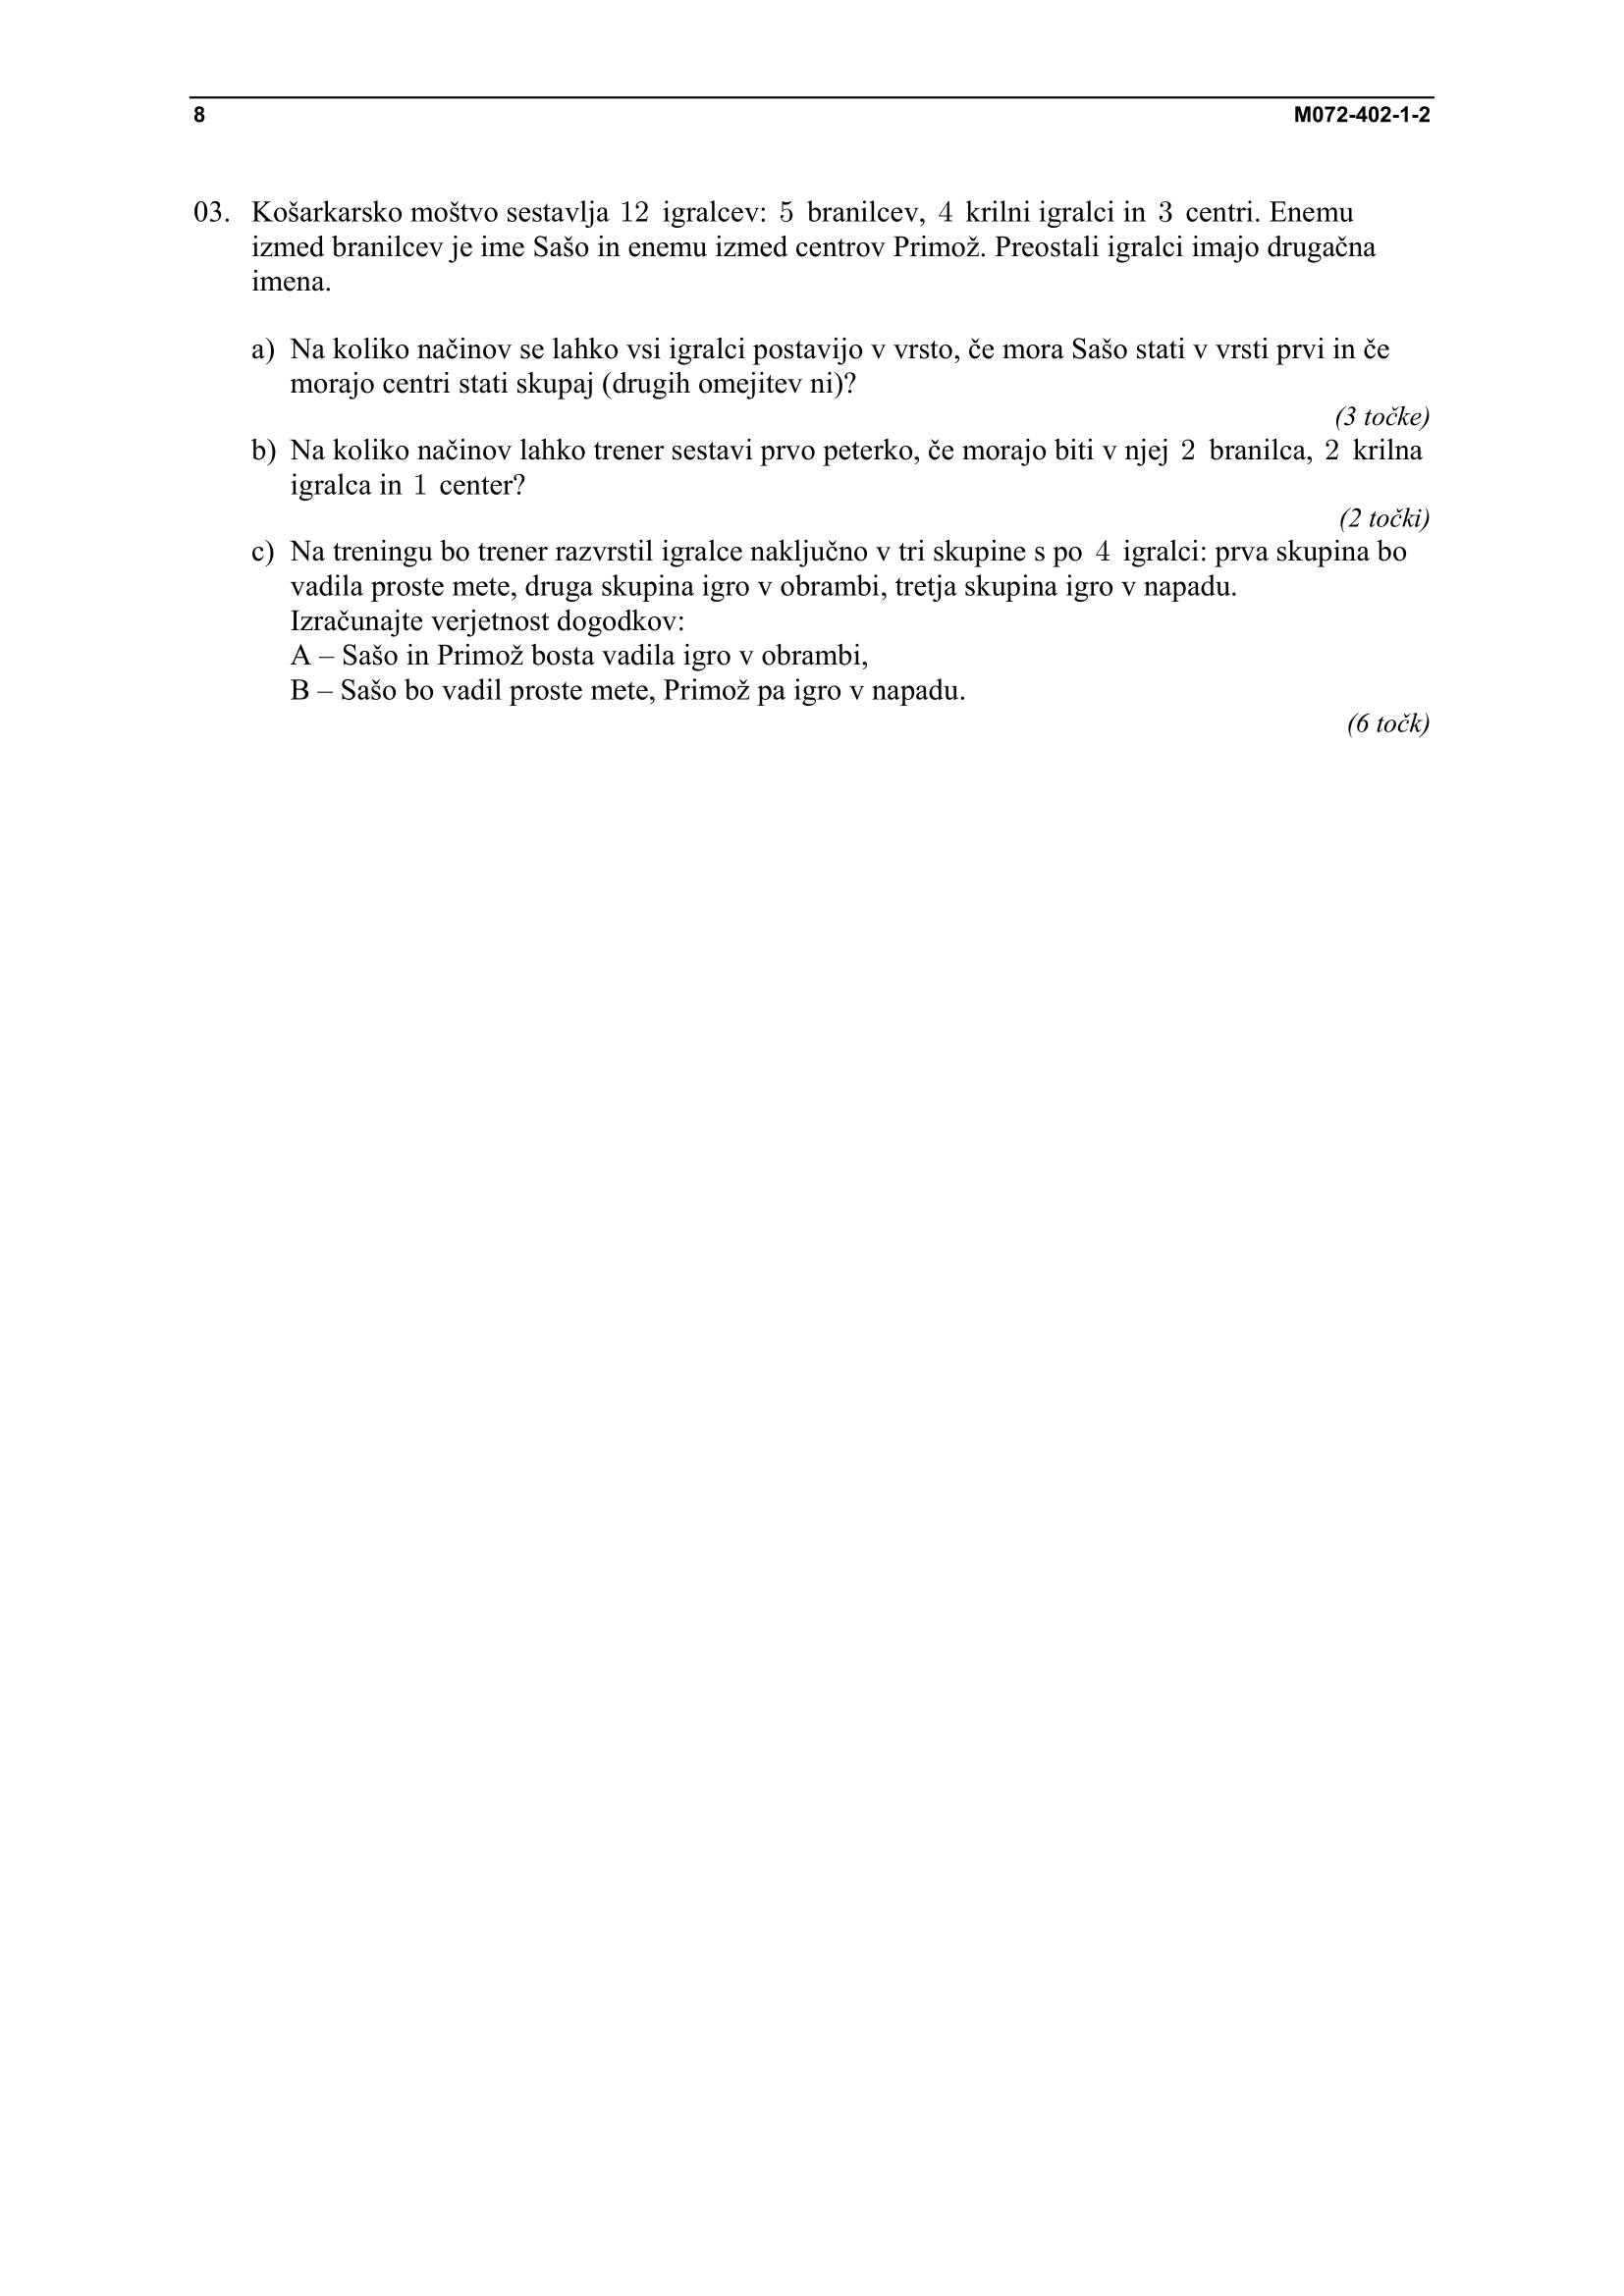 8 M072-402-1-2
03. Košarkarsko moštvo sestavlja 12 igralcev: 5 branilcev, 4 krilni igralci in 3 centri. Enemu
izmed branilcev je ime Sašo in enemu izmed centrov Primož. Preostali igralci imajo drugačna
imena.
a) Na koliko načinov se lahko vsi igralci postavijo v vrsto, če mora Sašo stati v vrsti prvi in če
morajo centri stati skupaj (drugih omejitev ni)?
(3 točke)
b) Na koliko načinov lahko trener sestavi prvo peterko, če morajo biti v njej 2 branilca, 2 krilna
igralca in 1 center?
(2 točki)
c) Na treningu bo trener razvrstil igralce naključno v tri skupine s po 4 igralci: prva skupina bo
vadila proste mete, druga skupina igro v obrambi, tretja skupina igro v napadu.
Izračunajte verjetnost dogodkov:
A – Sašo in Primož bosta vadila igro v obrambi,
B – Sašo bo vadil proste mete, Primož pa igro v napadu.
(6 točk)